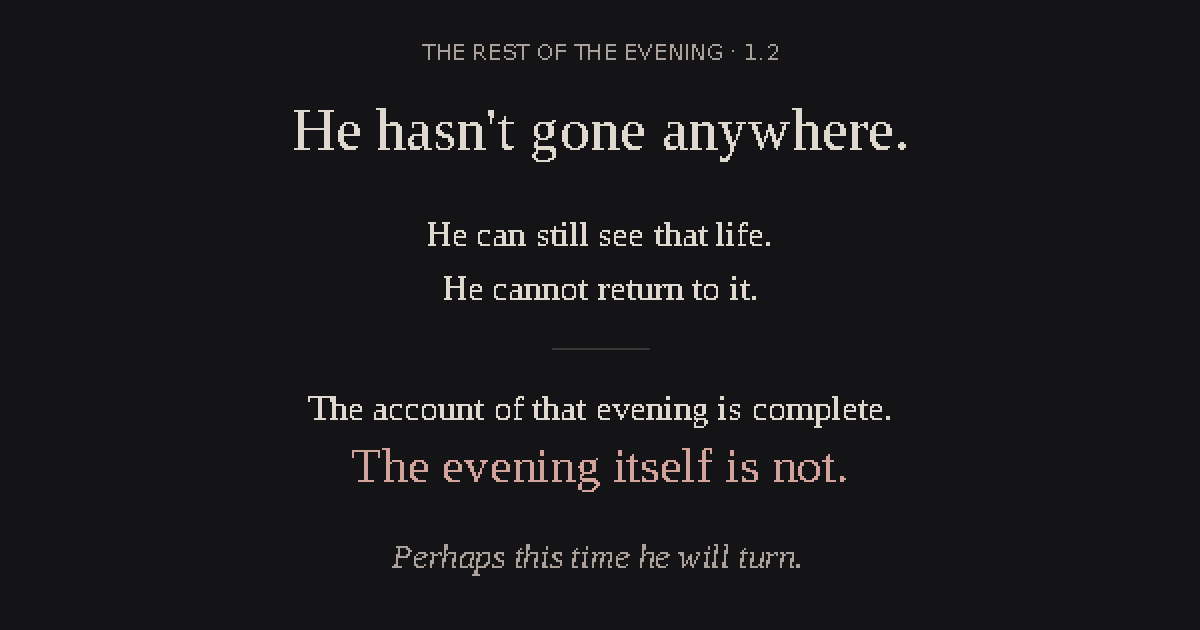 THE REST OF THE EVENING · 1.2
He hasn't gone anywhere.
He can still see that life.
He cannot return to it.
The account of that evening is complete.
The evening itself is not.
Perhaps this time he will turn.